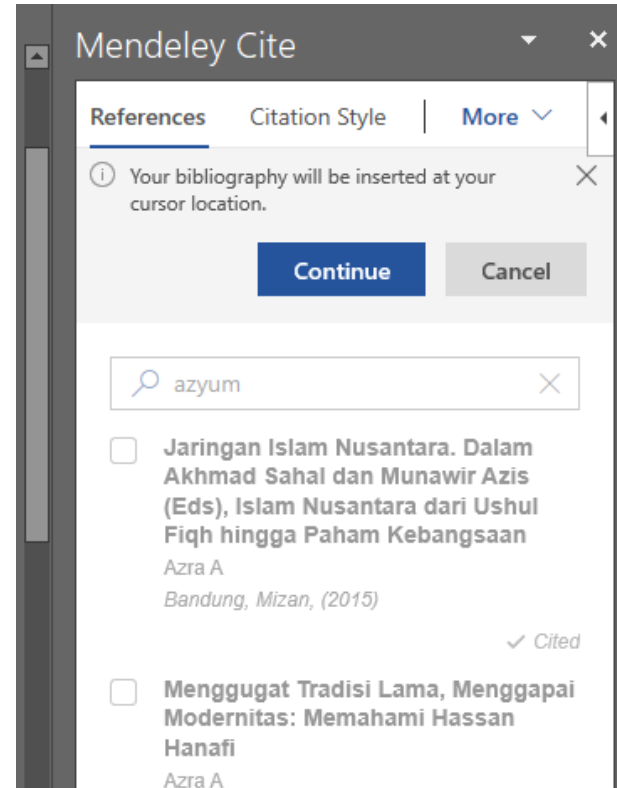 Mendeley Cite
References Citation Style More
Your bibliography will be inserted at your
cursor location.
Continue Cancel
azyum
Jaringan Islam Nusantara. Dalam
Akhmad Sahal dan Munawir Azis
(Eds), Islam Nusantara dari Ushul
Fiqh hingga Paham Kebangsaan
Azra A
Bandung, Mizan, (2015)
Cited
Menggugat Tradisi Lama, Menggapai
Modernitas: Memahami Hassan
Hanafi
Azra A